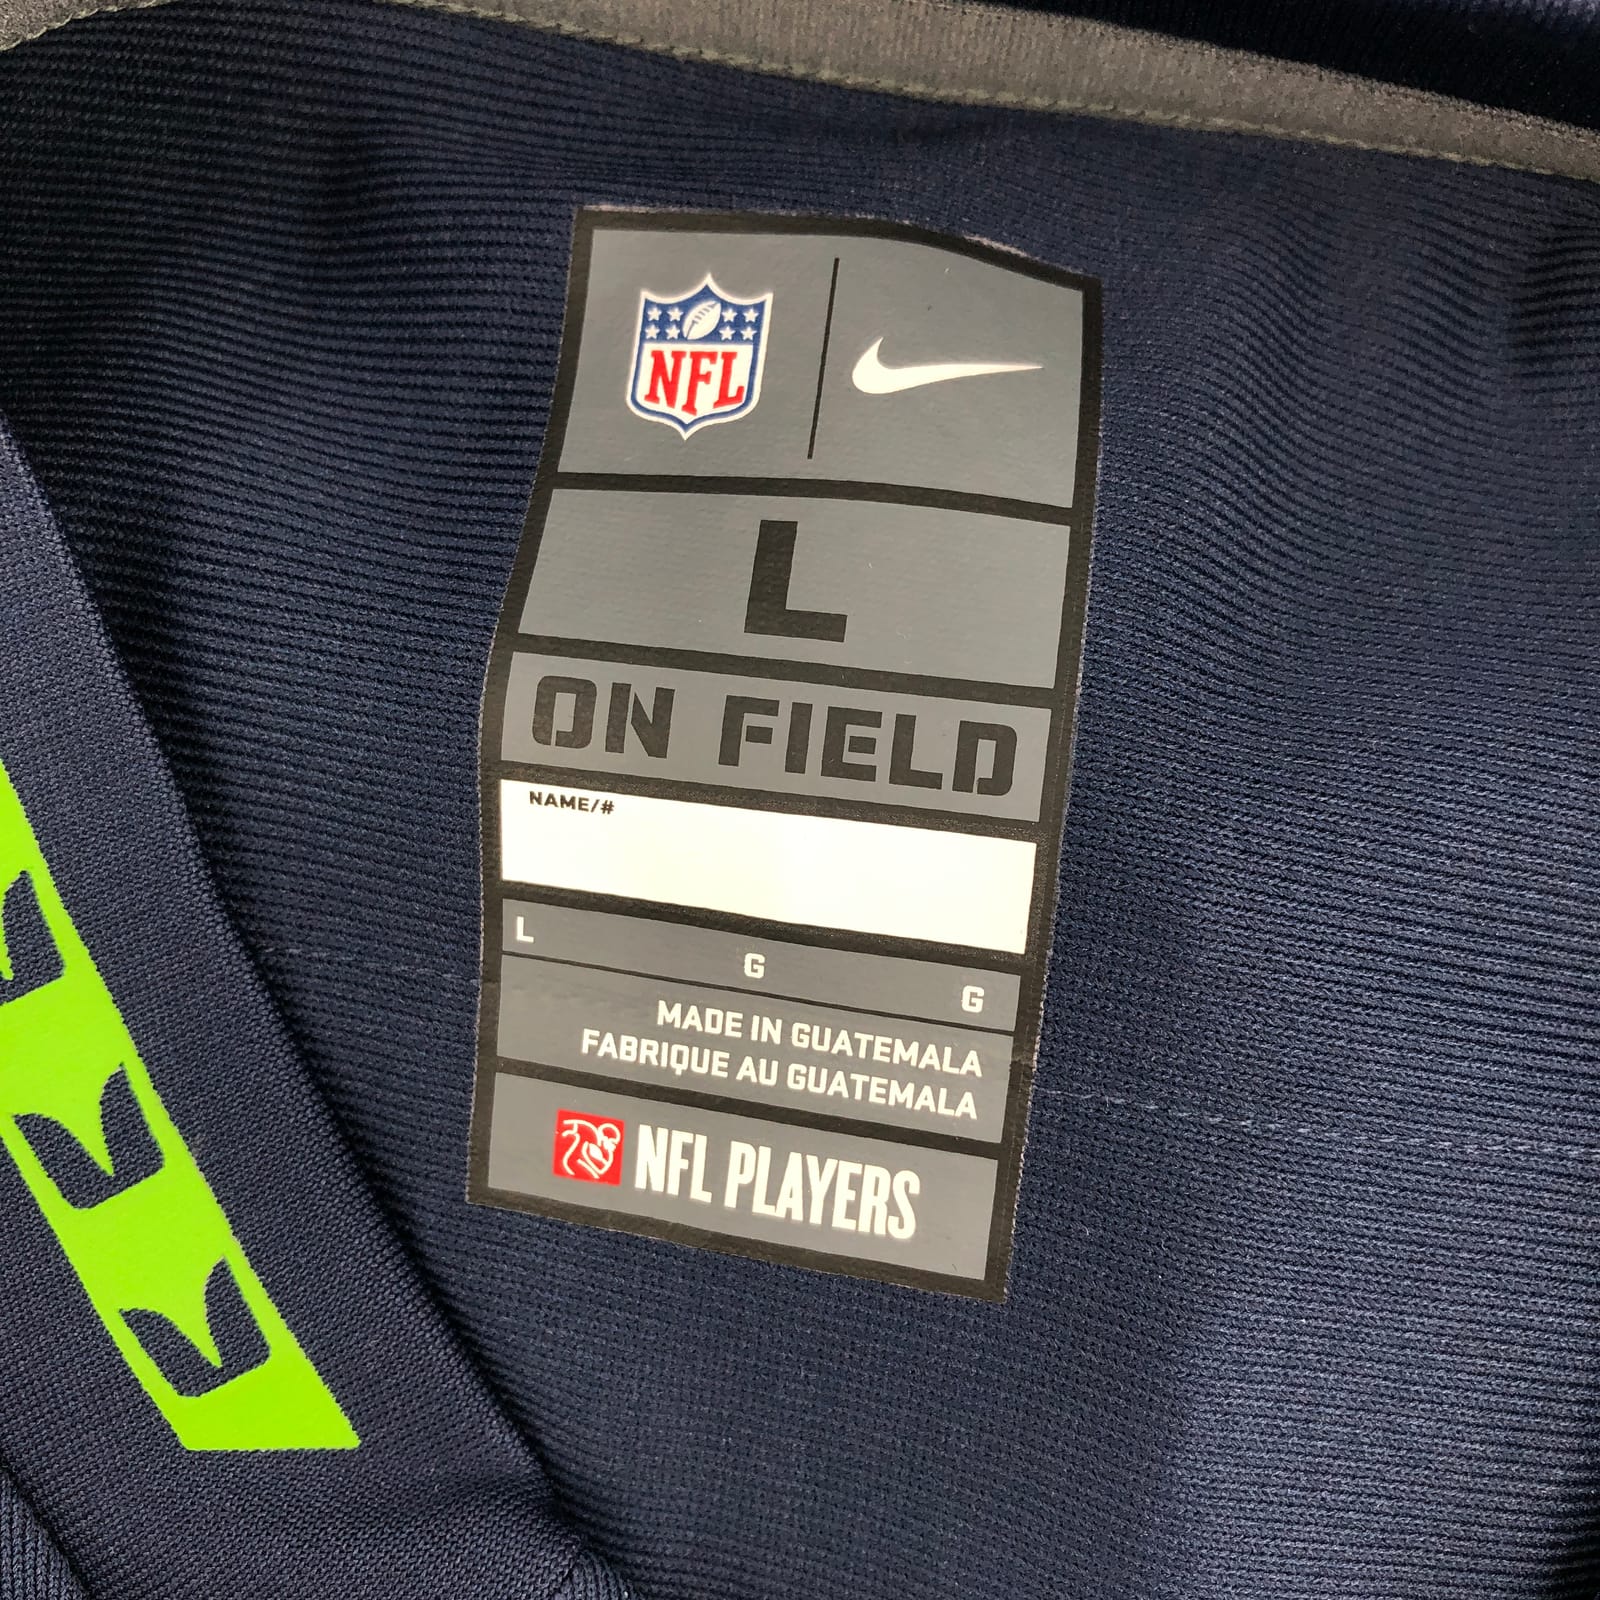 NFL
L
ON FIELD
NAME/#
L G G
MADE IN GUATEMALA
FABRIQUE AU GUATEMALA
NFL PLAYERS